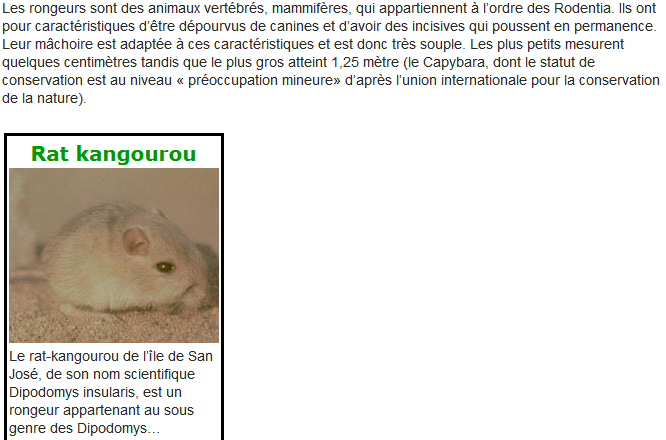 Les rongeurs sont des animaux vertébrés, mammifères, qui appartiennent à l’ordre des Rodentia. Ils ont
pour caractéristiques d’être dépourvus de canines et d’avoir des incisives qui poussent en permanence.
Leur mâchoire est adaptée à ces caractéristiques et est donc très souple. Les plus petits mesurent
quelques centimètres tandis que le plus gros atteint 1,25 mètre (le Capybara, dont le statut de
conservation est au niveau « préoccupation mineure» d’après l’union internationale pour la conservation
de la nature).
Rat kangourou
Le rat-kangourou de l’île de San
José, de son nom scientifique
Dipodomys insularis, est un
rongeur appartenant au sous
genre des Dipodomys…